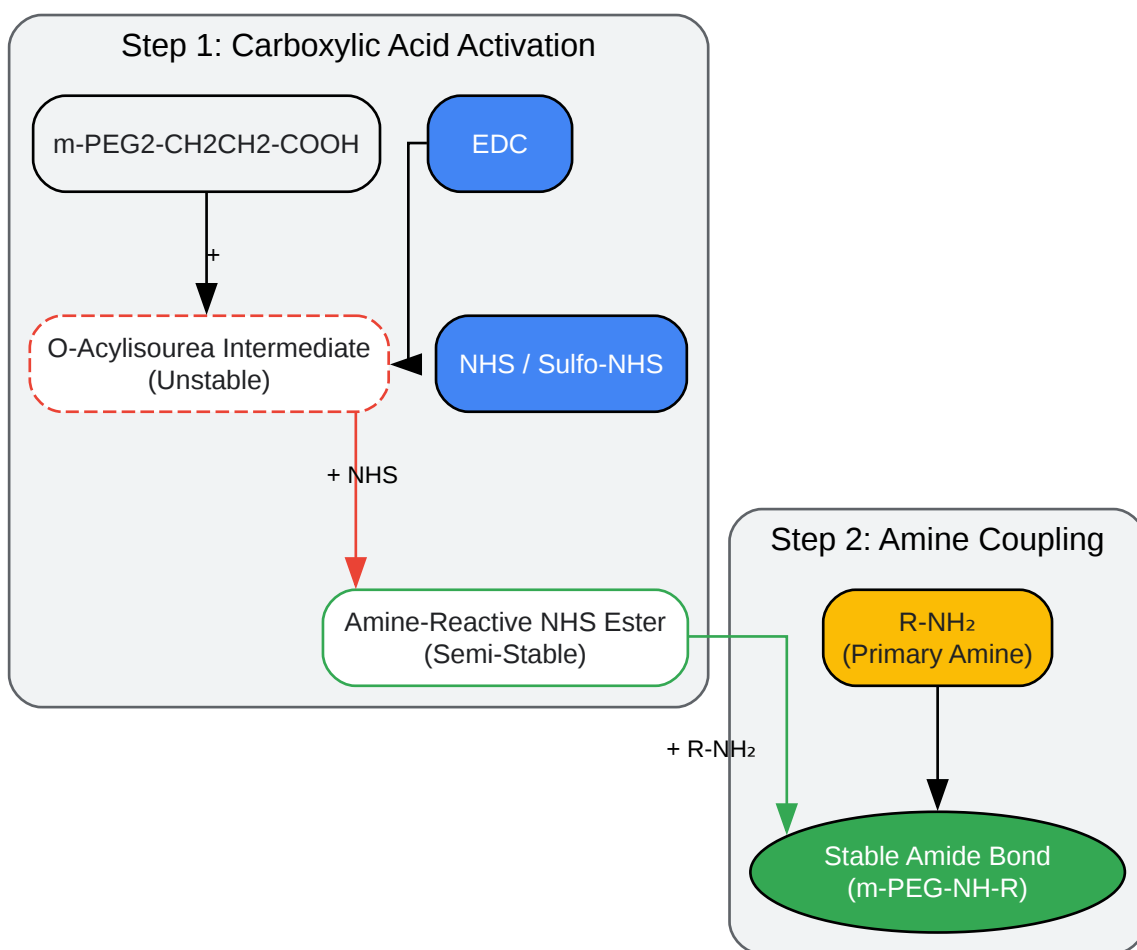 Step 1: Carboxylic Acid Activation
m-PEG2-CH2CH2-COOH
EDC
+
O-Acylisourea Intermediate
(Unstable)
NHS / Sulfo-NHS
+ NHS
Step 2: Amine Coupling
Amine-Reactive NHS Ester
(Semi-Stable)
R-NH₂
(Primary Amine)
+ R-NH₂
Stable Amide Bond
(m-PEG-NH-R)